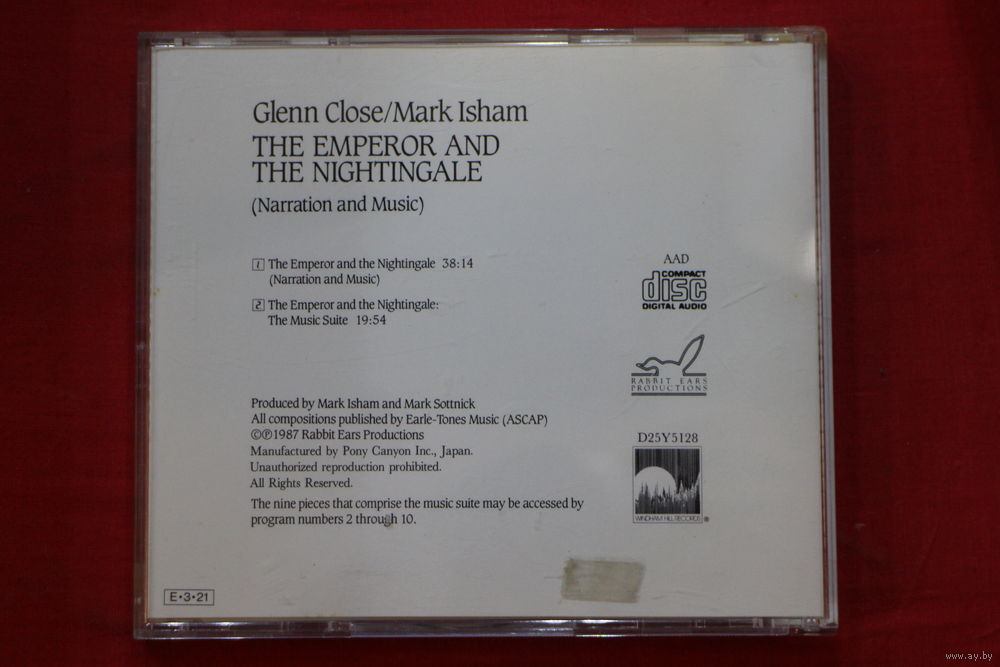 Glenn Close/Mark Isham
THE EMPEROR AND
THE NIGHTINGALE
(Narration and Music)
1 The Emperor and the Nightingale 38:14
(Narration and Music)
2 The Emperor and the Nightingale:
The Music Suite 19:54
AAD
COMPACT
disc
DIGITAL AUDIO
RABBIT EARS
PRODUCTIONS
Produced by Mark Isham and Mark Sottnick
All compositions published by Earle-Tones Music (ASCAP)
©℗1987 Rabbit Ears Productions
Manufactured by Pony Canyon Inc., Japan.
Unauthorized reproduction prohibited.
All Rights Reserved.
The nine pieces that comprise the music suite may be accessed by
program numbers 2 through 10.
D25Y5128
WINDHAM HILL RECORDS®
E•3•21
www.ay.by